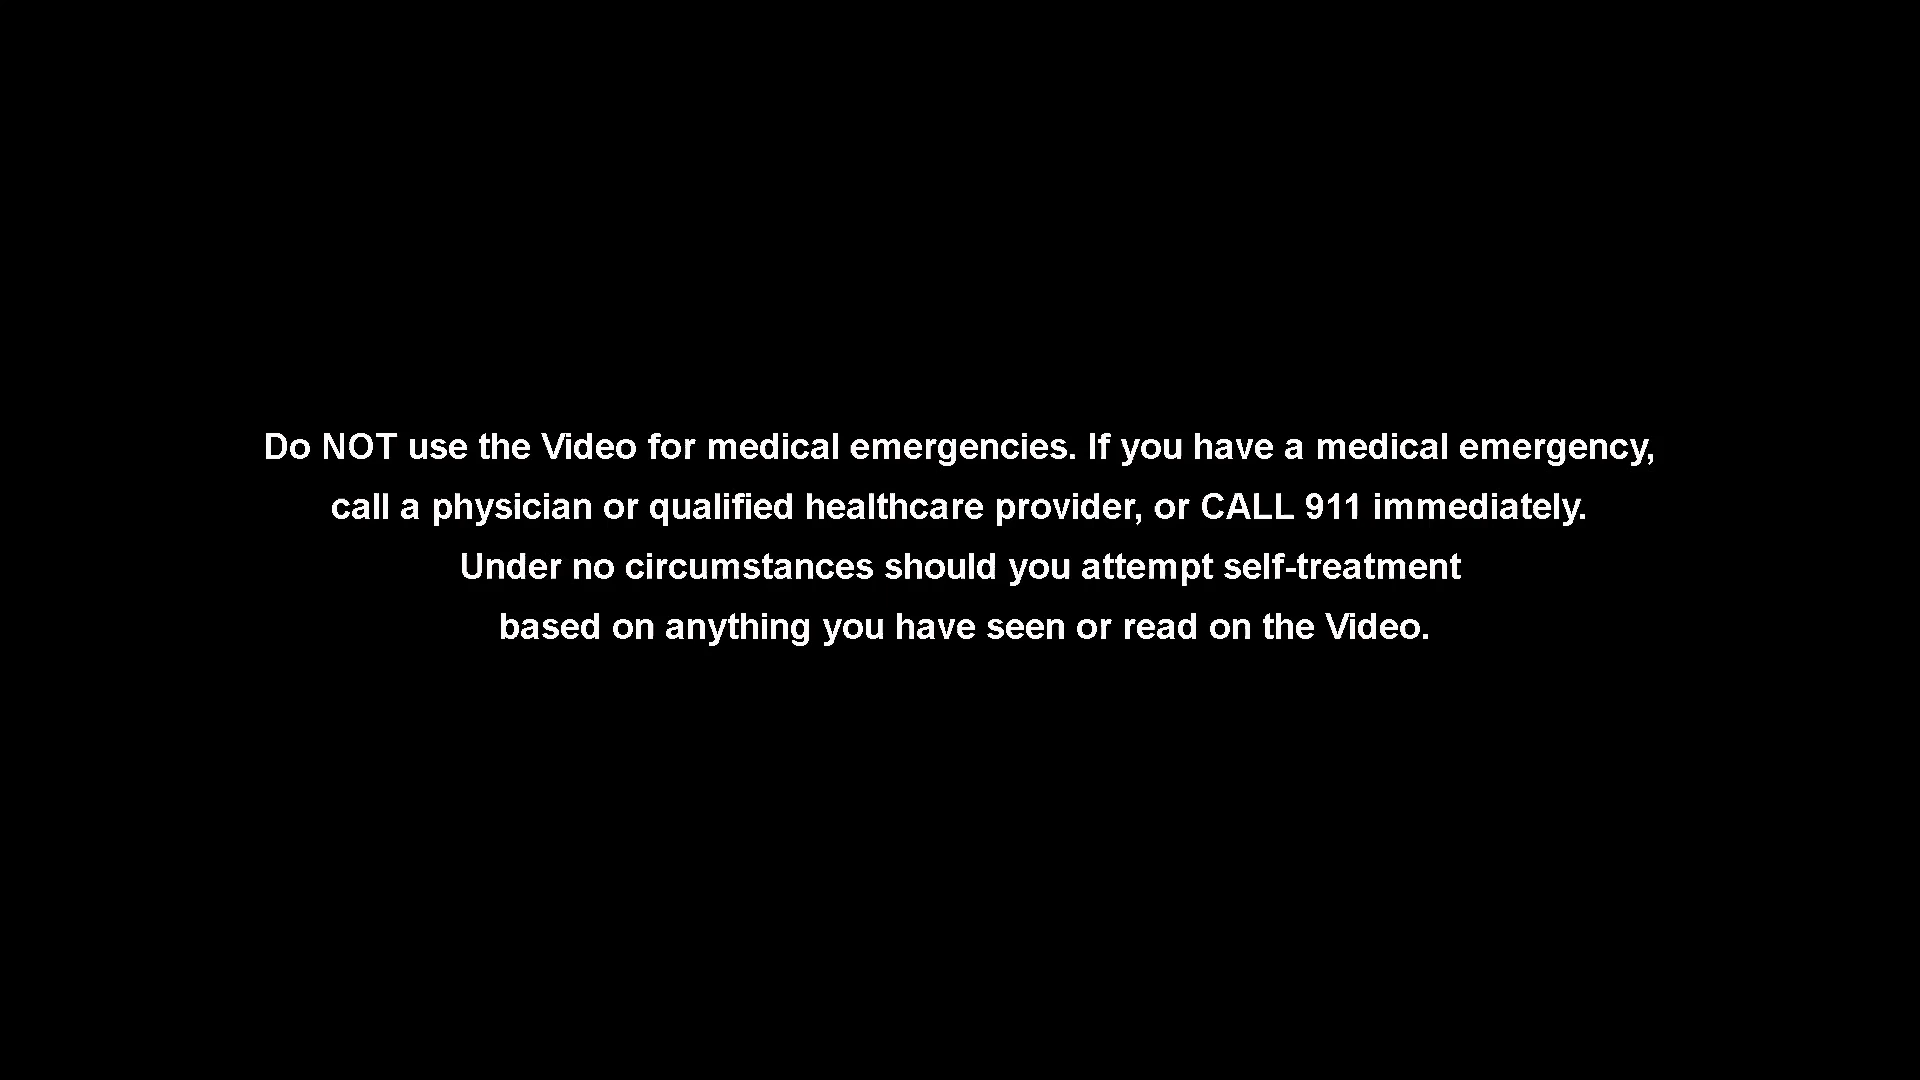 Do NOT use the Video for medical emergencies. If you have a medical emergency,
call a physician or qualified healthcare provider, or CALL 911 immediately.
Under no circumstances should you attempt self-treatment
based on anything you have seen or read on the Video.